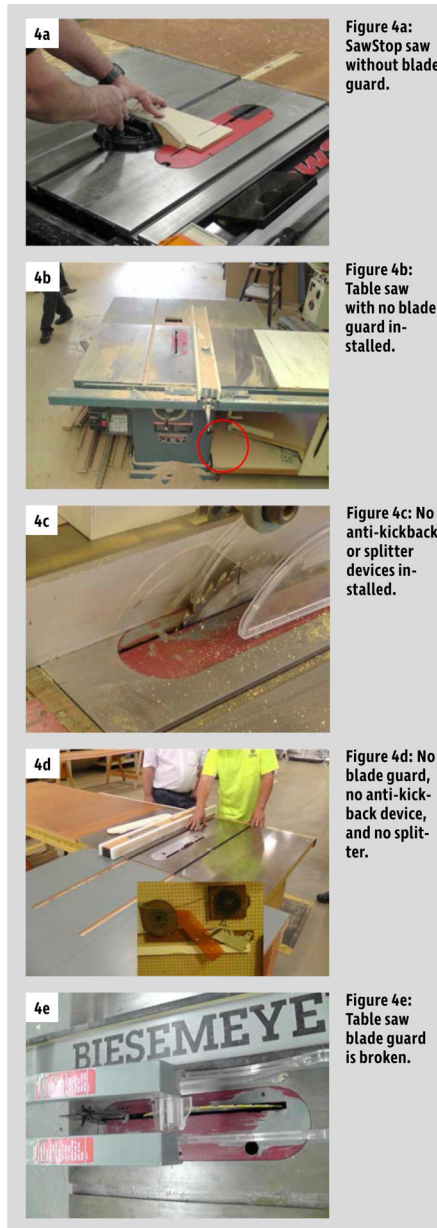 4a
Figure 4a:
SawStop saw
without blade
guard.
4b
Figure 4b:
Table saw
with no blade
guard in-
stalled.
4c
Figure 4c: No
anti-kickback
or splitter
devices in-
stalled.
4d
Figure 4d: No
blade guard,
no anti-kick-
back device,
and no split-
ter.
4e
Figure 4e:
Table saw
blade guard
is broken.
BIESEMEYE